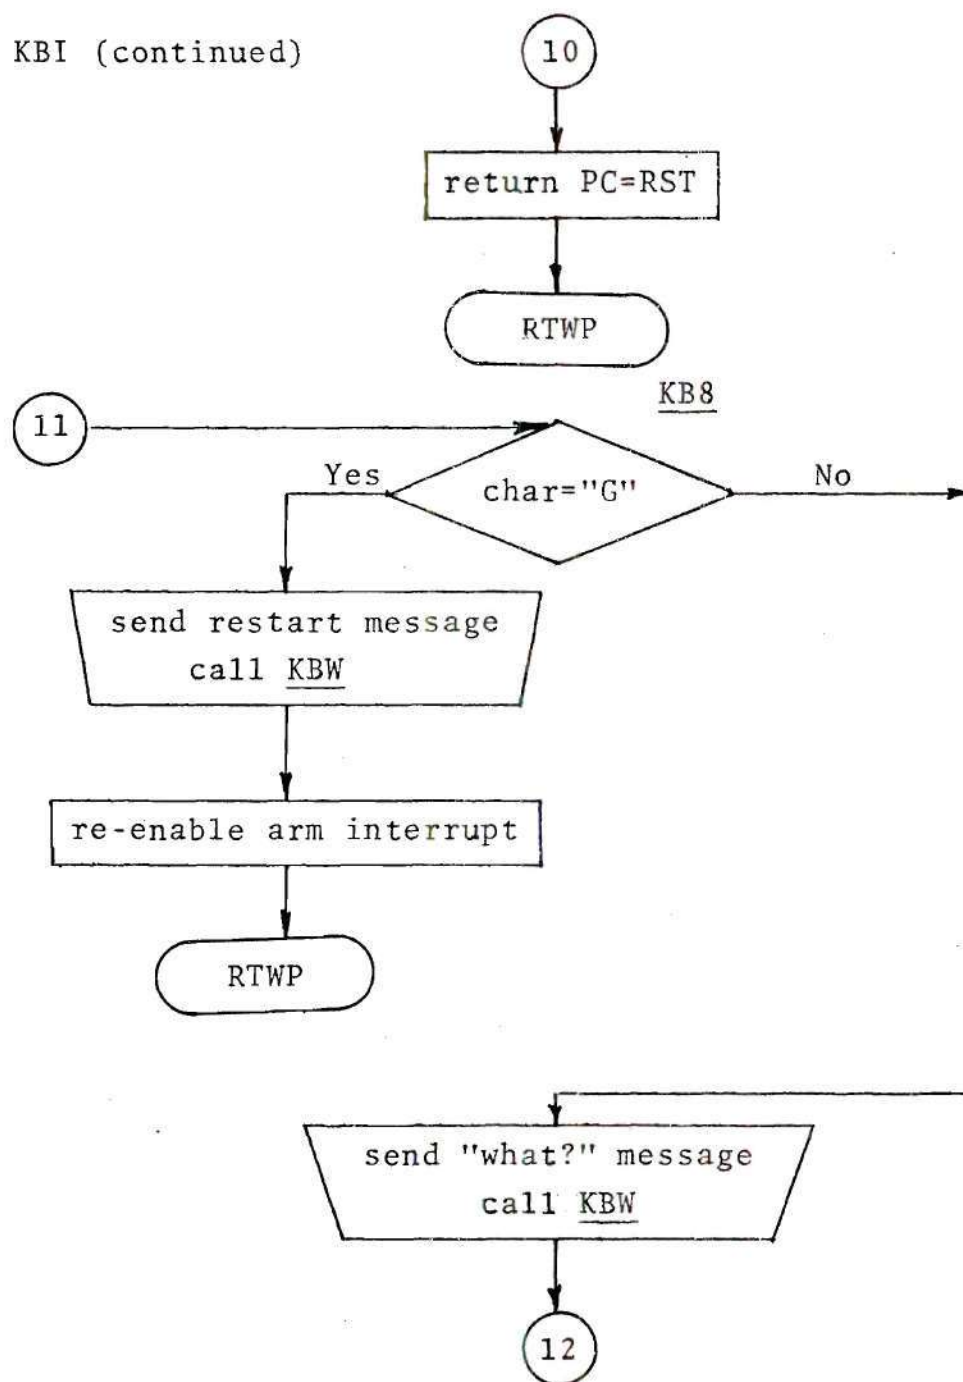 KBI (continued)
10
return PC=RST
RTWP
KB8
11
Yes
char="G"
No
send restart message
call KBW
re-enable arm interrupt
RTWP
send "what?" message
call KBW
12